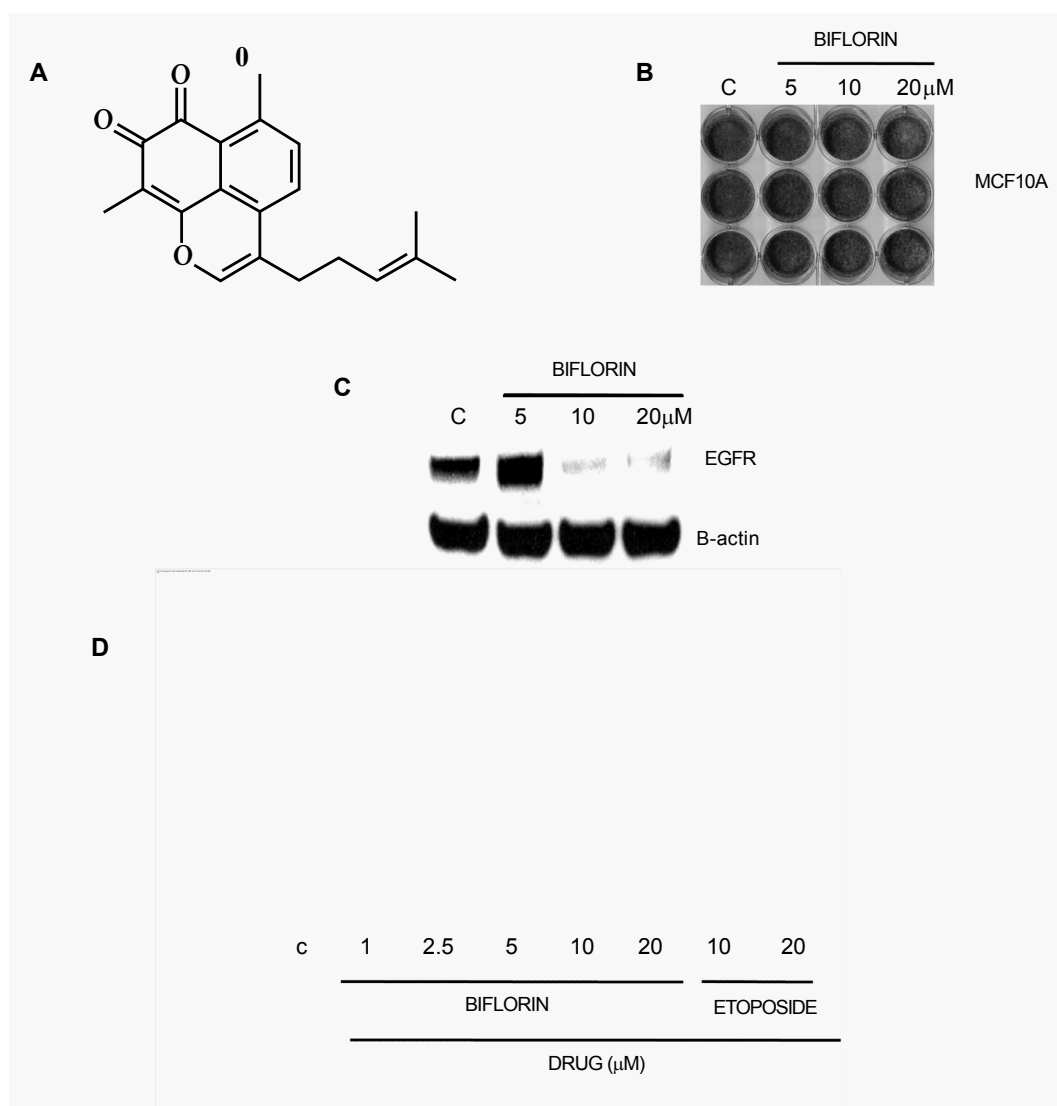 A
0
O
O
O
B
BIFLORIN
C 5 10 20μM
MCF10A
C
BIFLORIN
C 5 10 20μM
EGFR
B-actin
D
c 1 2.5 5 10 20 10 20
BIFLORIN ETOPOSIDE
DRUG (μM)